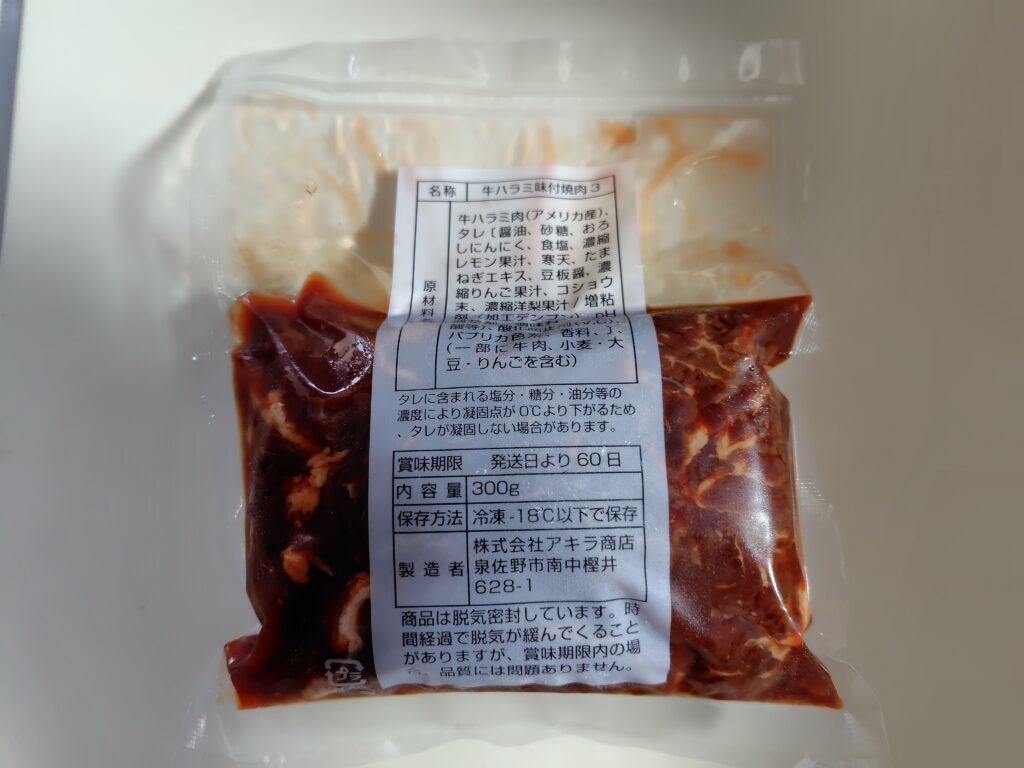 名称 牛ハラミ味付焼肉3
原材料
牛ハラミ肉(アメリカ産)、
タレ〔醤油、砂糖、おろ
しにんにく、食塩、濃縮
レモン果汁、寒天、たま
ねぎエキス、豆板醤、濃
縮りんご果汁、コショウ
末、濃縮洋梨果汁/増粘
パプリカ色素、香料、〕、
(一部に牛肉、小麦・大
豆・りんごを含む)
タレに含まれる塩分・糖分・油分等の
濃度により凝固点が0℃より下がるため
、タレが凝固しない場合があります。
賞味期限 発送日より60日
内容量 300g
保存方法 冷凍-18℃以下で保存
製造者 株式会社アキラ商店
泉佐野市南中樫井
628-1
商品は脱気密封しています。時
間経過で脱気が緩んでくること
がありますが、賞味期限内の場
合、品質には問題ありません。
プラ